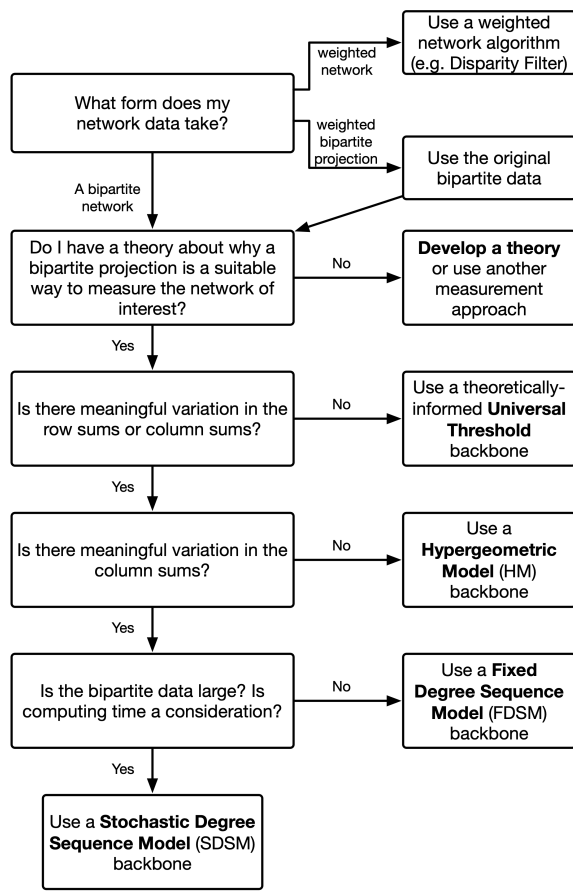 Use a weighted
network algorithm
(e.g. Disparity Filter)
weighted
network
What form does my
network data take?
weighted
bipartite
projection
Use the original
bipartite data
A bipartite
network
Do I have a theory about why a
bipartite projection is a suitable
way to measure the network of
interest?
No
Develop a theory
or use another
measurement
approach
Yes
Is there meaningful variation in the
row sums or column sums?
No
Use a theoretically-
informed Universal
Threshold
backbone
Yes
Is there meaningful variation in the
column sums?
No
Use a
Hypergeometric
Model (HM)
backbone
Yes
Is the bipartite data large? Is
computing time a consideration?
No
Use a Fixed
Degree Sequence
Model (FDSM)
backbone
Yes
Use a Stochastic Degree
Sequence Model (SDSM)
backbone